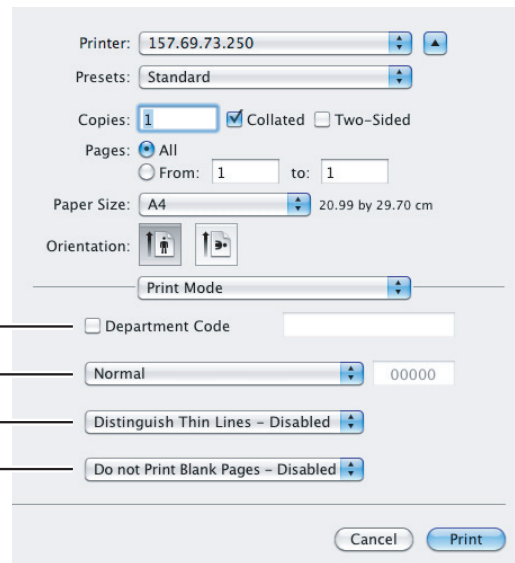 Printer: 157.69.73.250
Presets: Standard
Copies: 1 Collated Two-Sided
Pages: All
From: 1 to: 1
Paper Size: A4 20.99 by 29.70 cm
Orientation:
Print Mode
Department Code
Normal 00000
Distinguish Thin Lines – Disabled
Do not Print Blank Pages – Disabled
Cancel Print